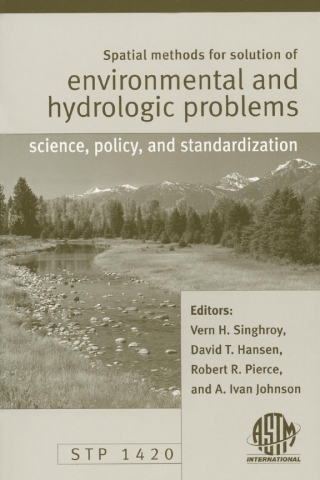 Spatial methods for solution of
environmental and
hydrologic problems
science, policy, and standardization
Editors:
Vern H. Singhroy,
David T. Hansen,
Robert R. Pierce,
and A. Ivan Johnson
STP 1420
ASTM
INTERNATIONAL